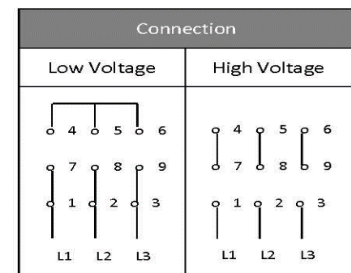 Connection
Low Voltage High Voltage
4 5 6 4 5 6
7 8 9 7 8 9
1 2 3 1 2 3
L1 L2 L3 L1 L2 L3